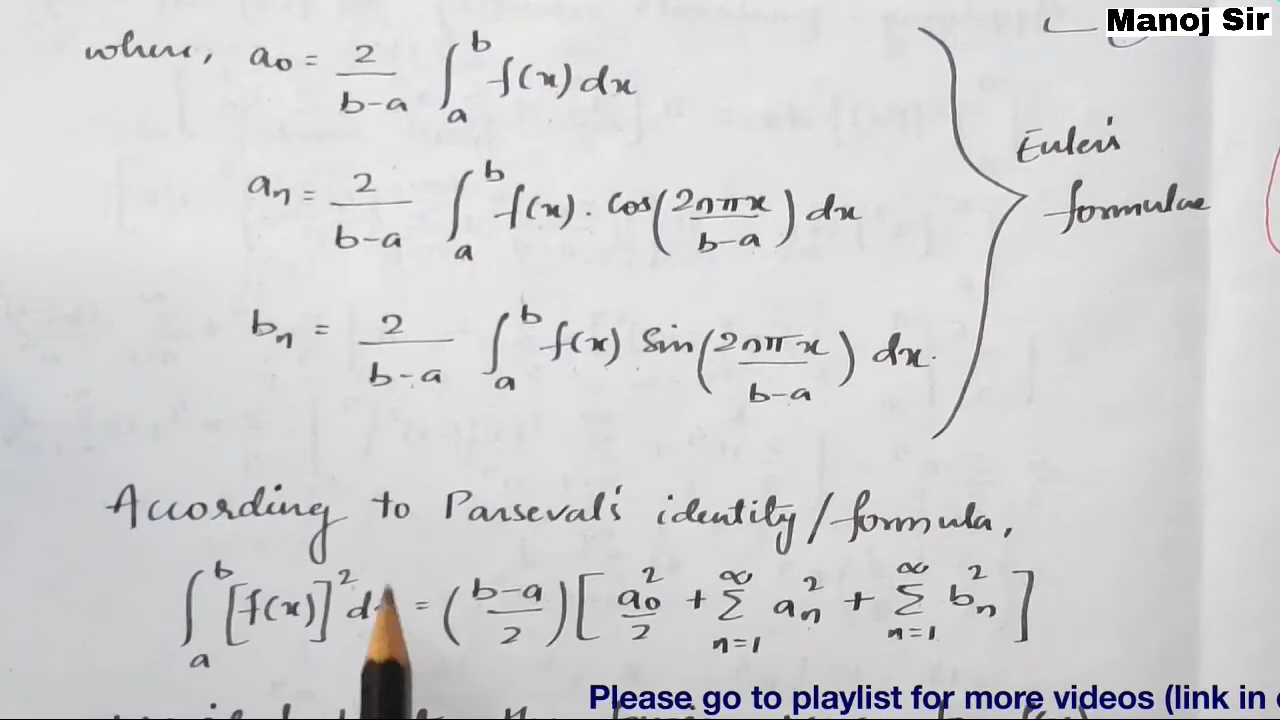 Manoj Sir
where, a₀ = 2/(b-a) ∫ₐᵇ f(x) dx
aₙ = 2/(b-a) ∫ₐᵇ f(x) . cos(2nπx/(b-a)) dx
Euler's
formulae
bₙ = 2/(b-a) ∫ₐᵇ f(x) sin(2nπx/(b-a)) dx.
According to Parseval's identity/formula,
∫ₐᵇ [f(x)]² dx = ((b-a)/2) [ a₀²/2 + ∑ₙ₌₁^∞ aₙ² + ∑ₙ₌₁^∞ bₙ² ]
Please go to playlist for more videos (link in